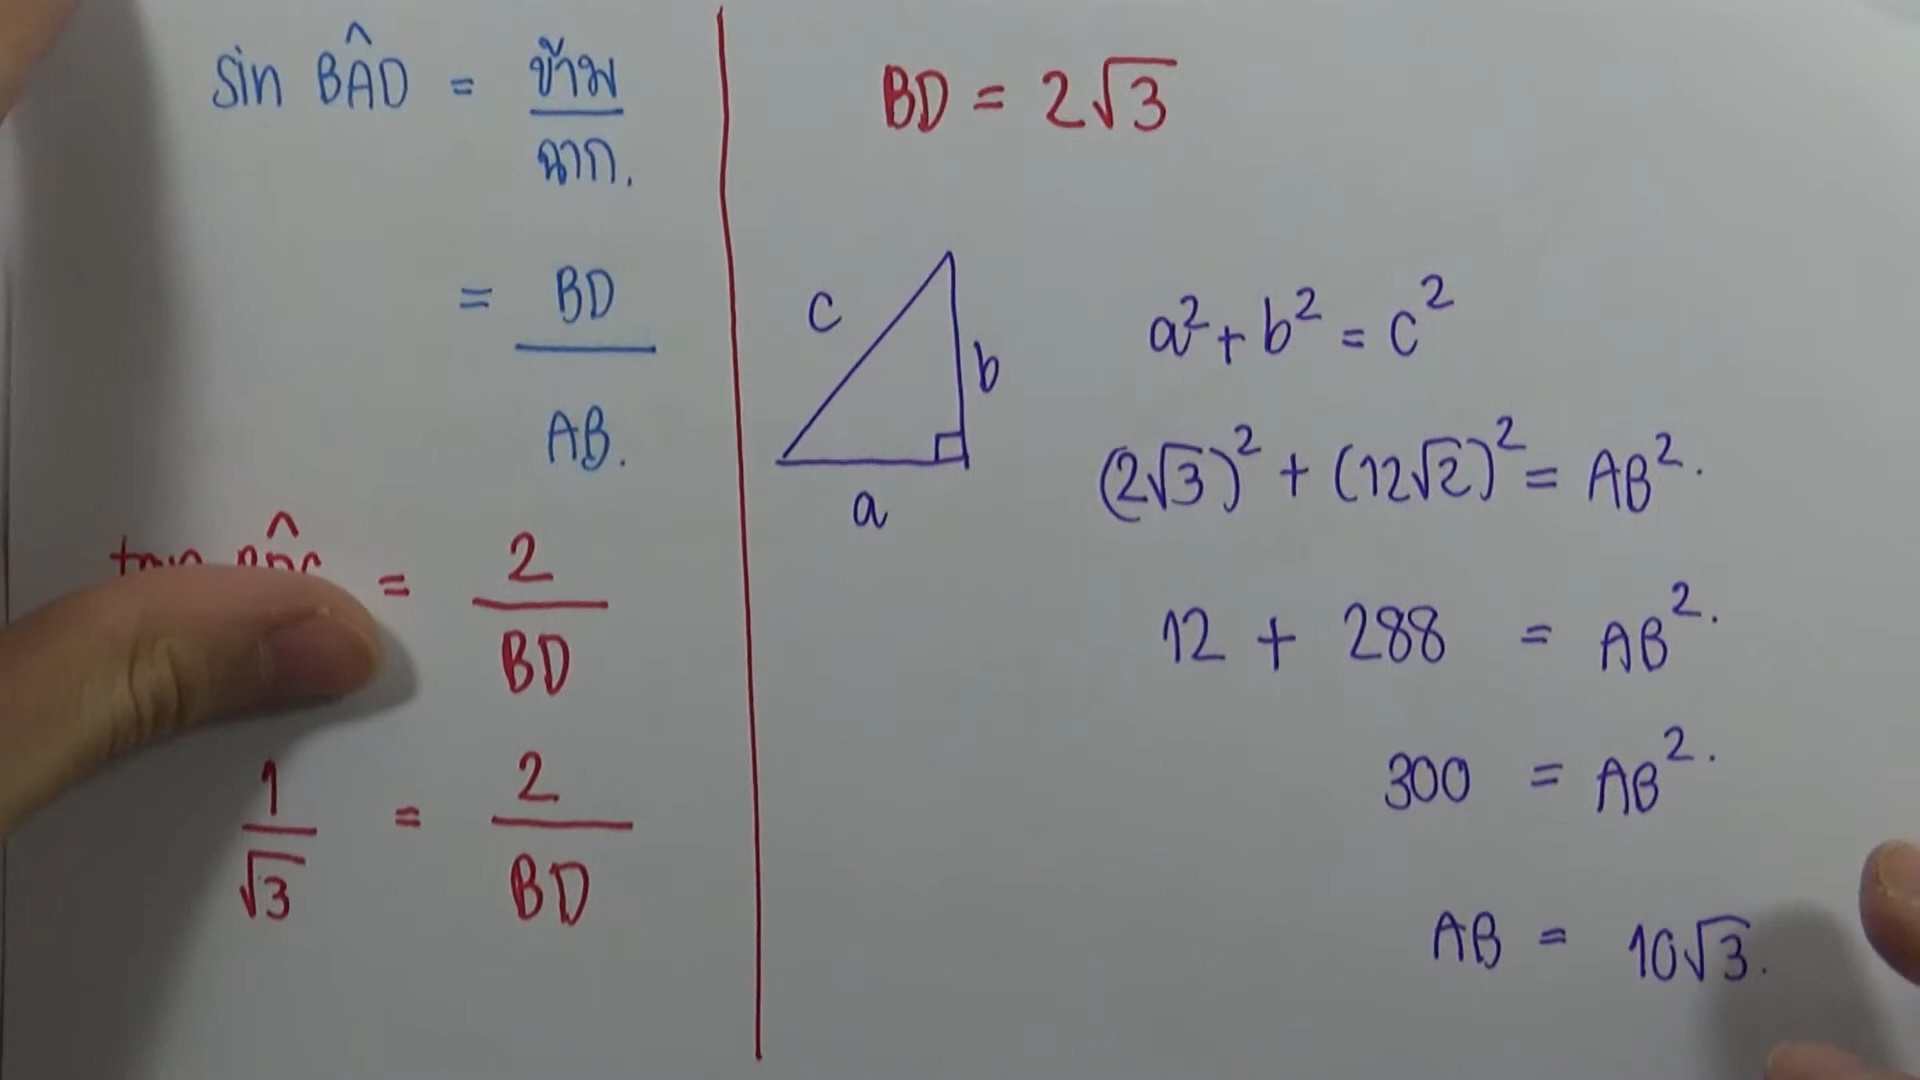 sin BÂD = ข้าม/ฉาก.
= BD/AB.
= 2/BD
1/√3 = 2/BD
BD = 2√3
c
b
a
a² + b² = c²
(2√3)² + (12√2)² = AB².
12 + 288 = AB².
300 = AB².
AB = 10√3.